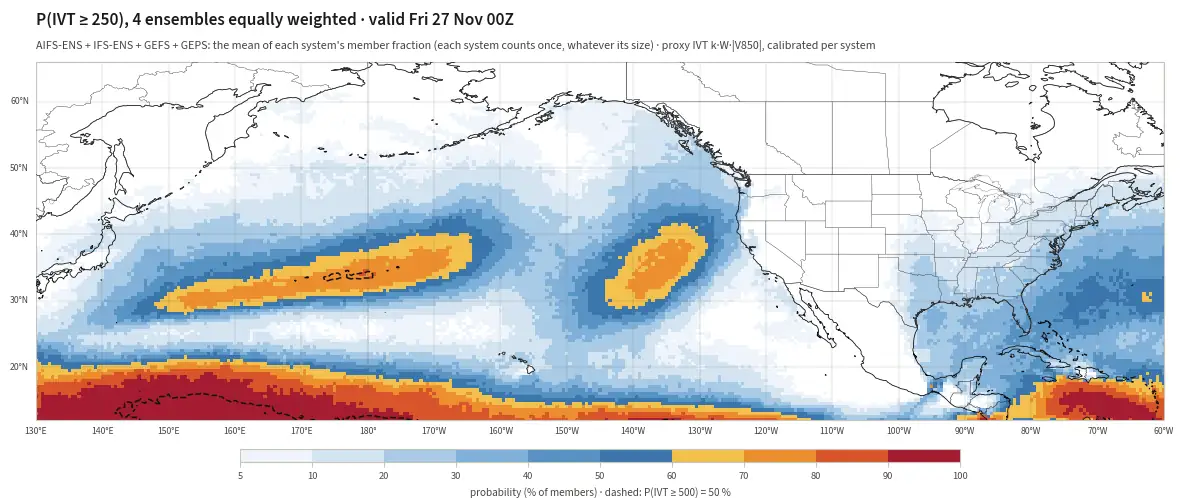 P(IVT ≥ 250), 4 ensembles equally weighted · valid Fri 27 Nov 00Z
AIFS-ENS + IFS-ENS + GEFS + GEPS: the mean of each system's member fraction (each system counts once, whatever its size) · proxy IVT k·W·|V850|, calibrated per system
60°N
50°N
40°N
30°N
20°N
130°E 140°E 150°E 160°E 170°E 180° 170°W 160°W 150°W 140°W 130°W 120°W 110°W 100°W 90°W 80°W 70°W 60°W
5 10 20 30 40 50 60 70 80 90 100
probability (% of members) · dashed: P(IVT ≥ 500) = 50 %